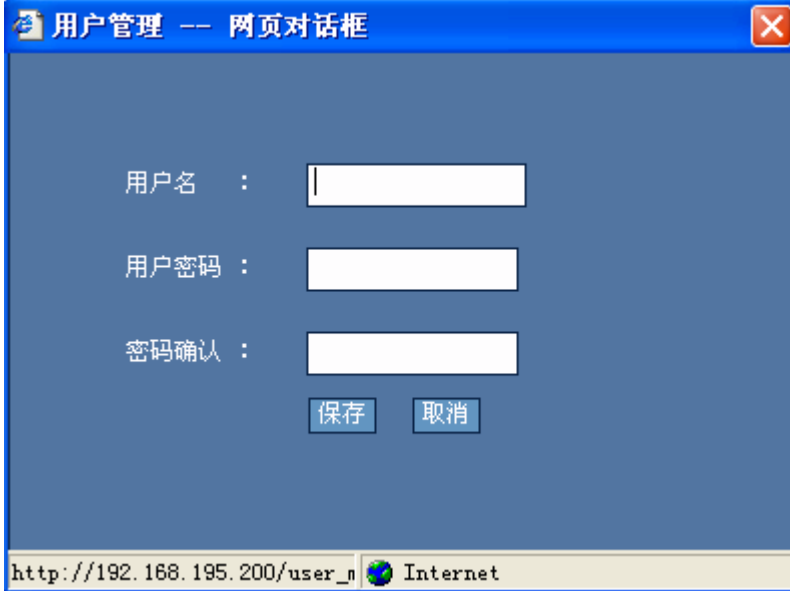 用户管理 -- 网页对话框
用户名 :
用户密码 :
密码确认 :
保存 取消
http://192.168.195.200/user_m Internet